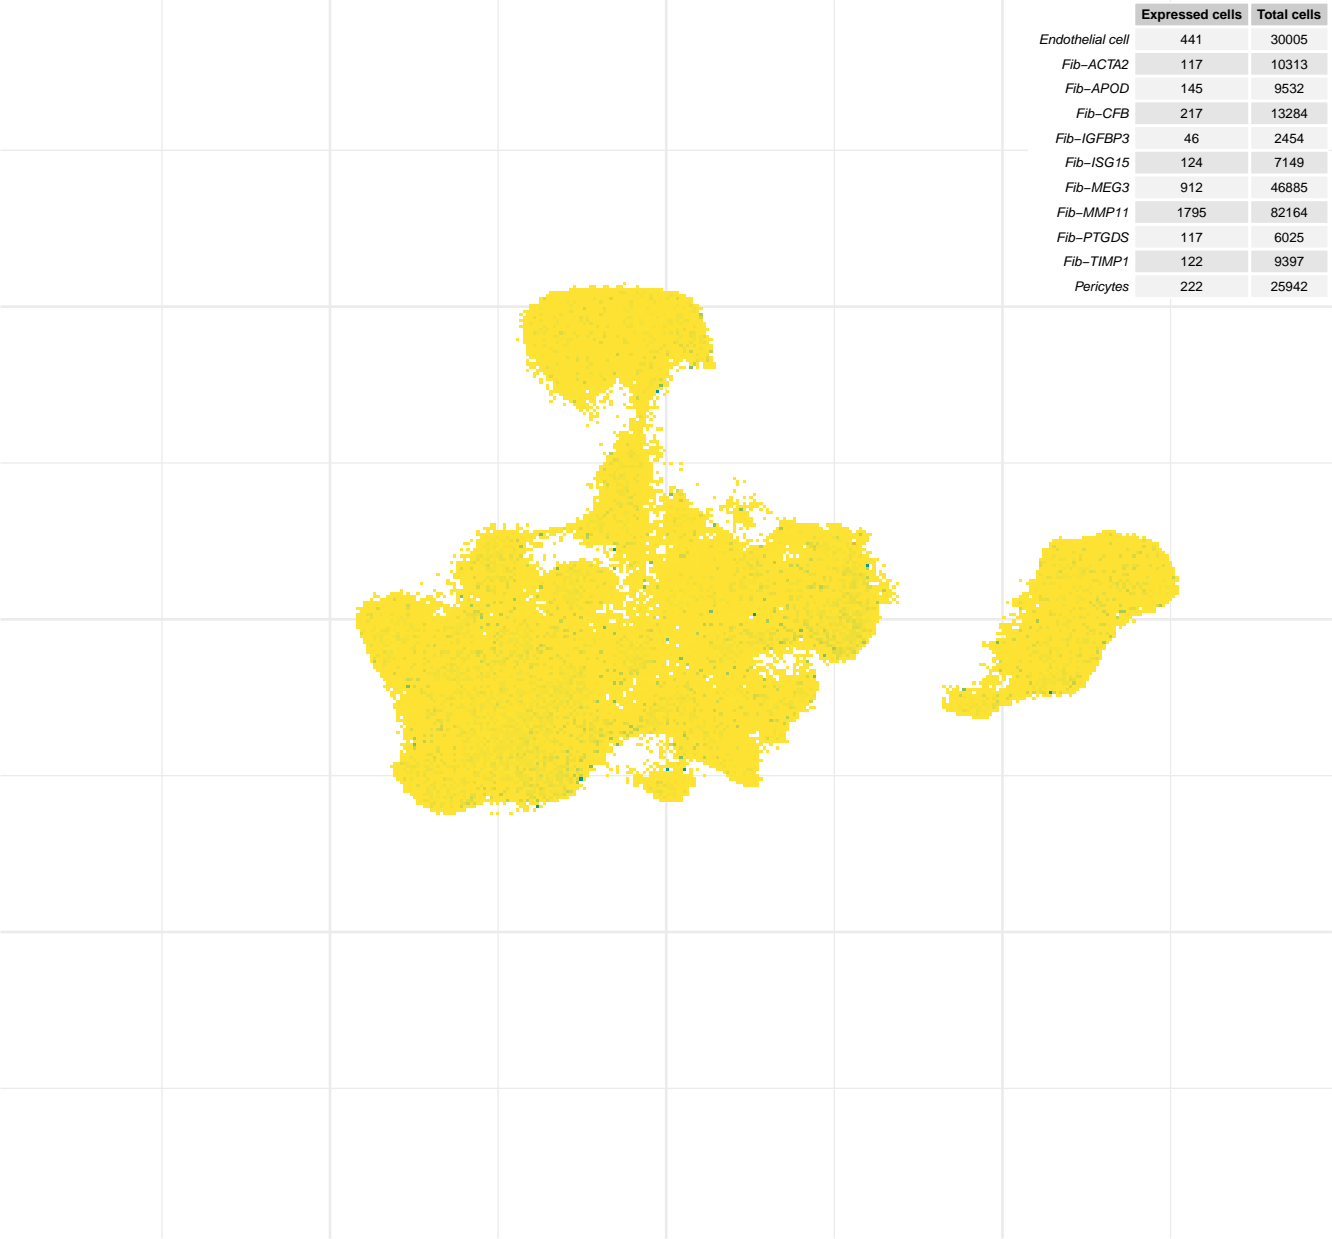 Expressed cells Total cells
Endothelial cell 441 30005
Fib−ACTA2 117 10313
Fib−APOD 145 9532
Fib−CFB 217 13284
Fib−IGFBP3 46 2454
Fib−ISG15 124 7149
Fib−MEG3 912 46885
Fib−MMP11 1795 82164
Fib−PTGDS 117 6025
Fib−TIMP1 122 9397
Pericytes 222 25942